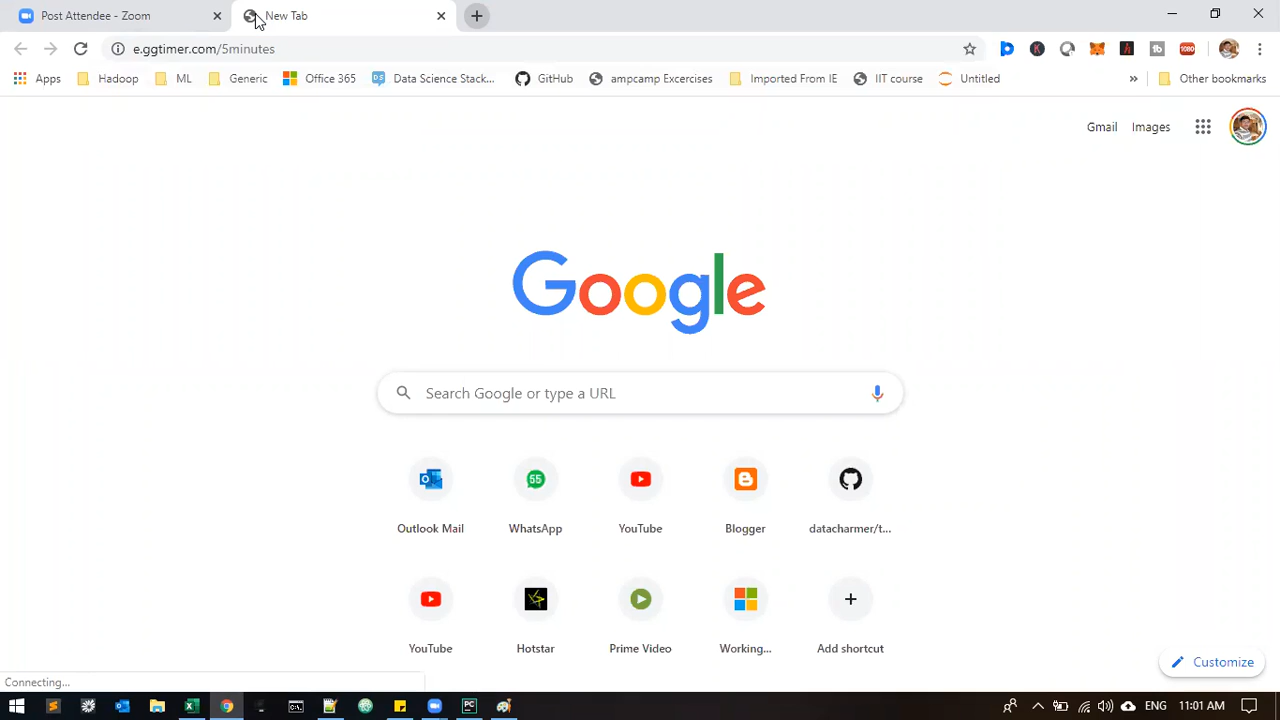 Post Attendee - Zoom
New Tab
e.ggtimer.com/5minutes
Apps
Hadoop
ML
Generic
Office 365
DS
Data Science Stack...
GitHub
ampcamp Excercises
Imported From IE
IIT course
Untitled
»
Other bookmarks
Gmail
Images
Google
Search Google or type a URL
55
Outlook Mail
WhatsApp
YouTube
Blogger
datacharmer/t...
YouTube
Hotstar
Prime Video
Working...
Add shortcut
Customize
Connecting...
ENG
11:01 AM